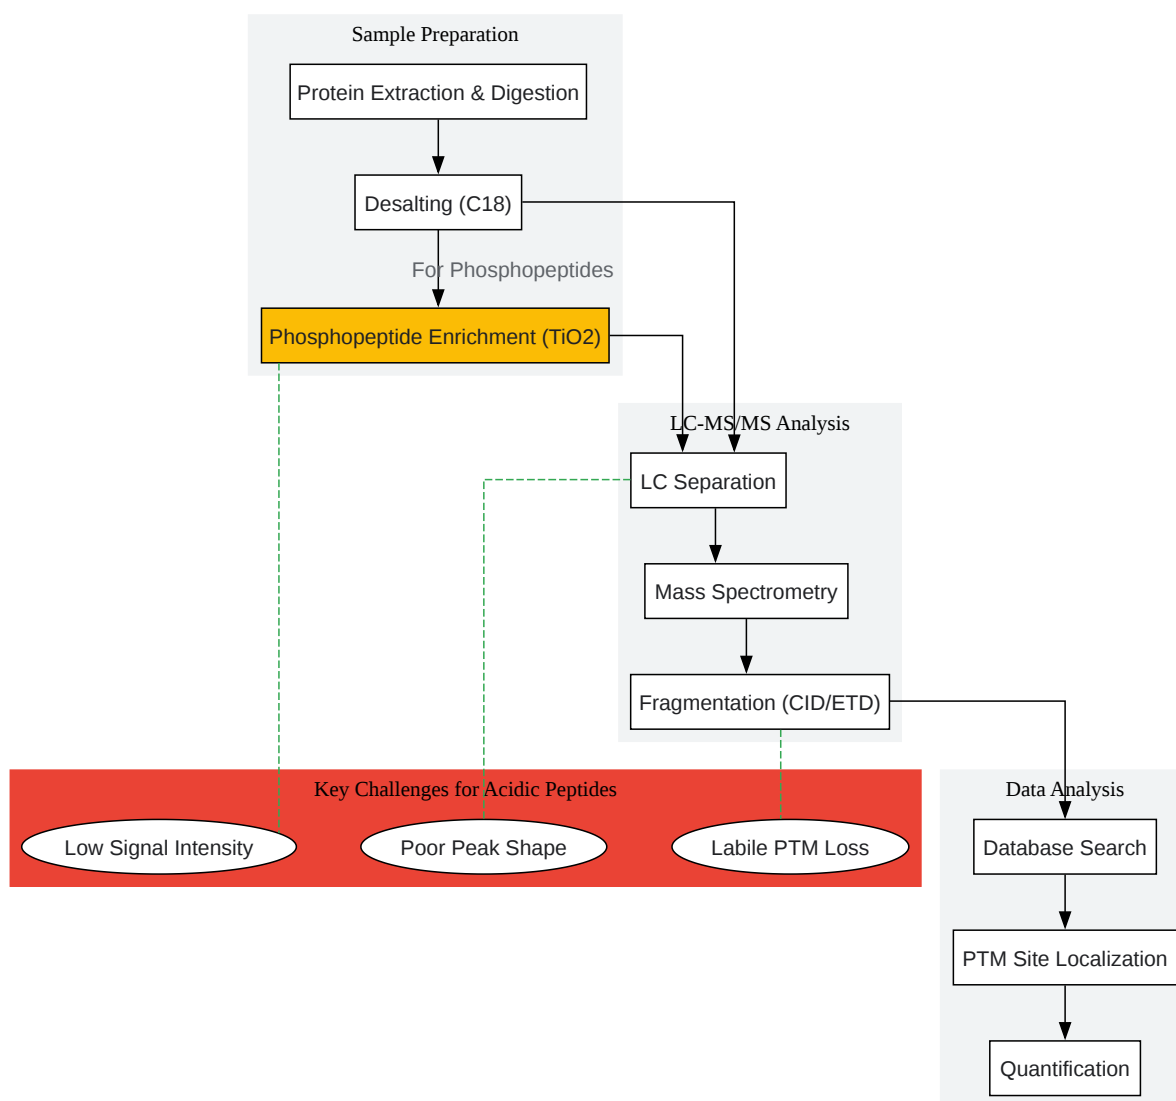 Sample Preparation
Protein Extraction & Digestion
Desalting (C18)
For Phosphopeptides
Phosphopeptide Enrichment (TiO2)
LC-MS/MS Analysis
LC Separation
Mass Spectrometry
Fragmentation (CID/ETD)
Key Challenges for Acidic Peptides
Low Signal Intensity
Poor Peak Shape
Labile PTM Loss
Data Analysis
Database Search
PTM Site Localization
Quantification